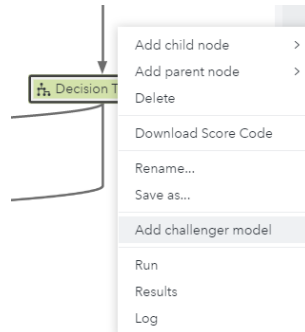 Add child node >
Decision T
Add parent node >
Delete
Download Score Code
Rename...
Save as...
Add challenger model
Run
Results
Log